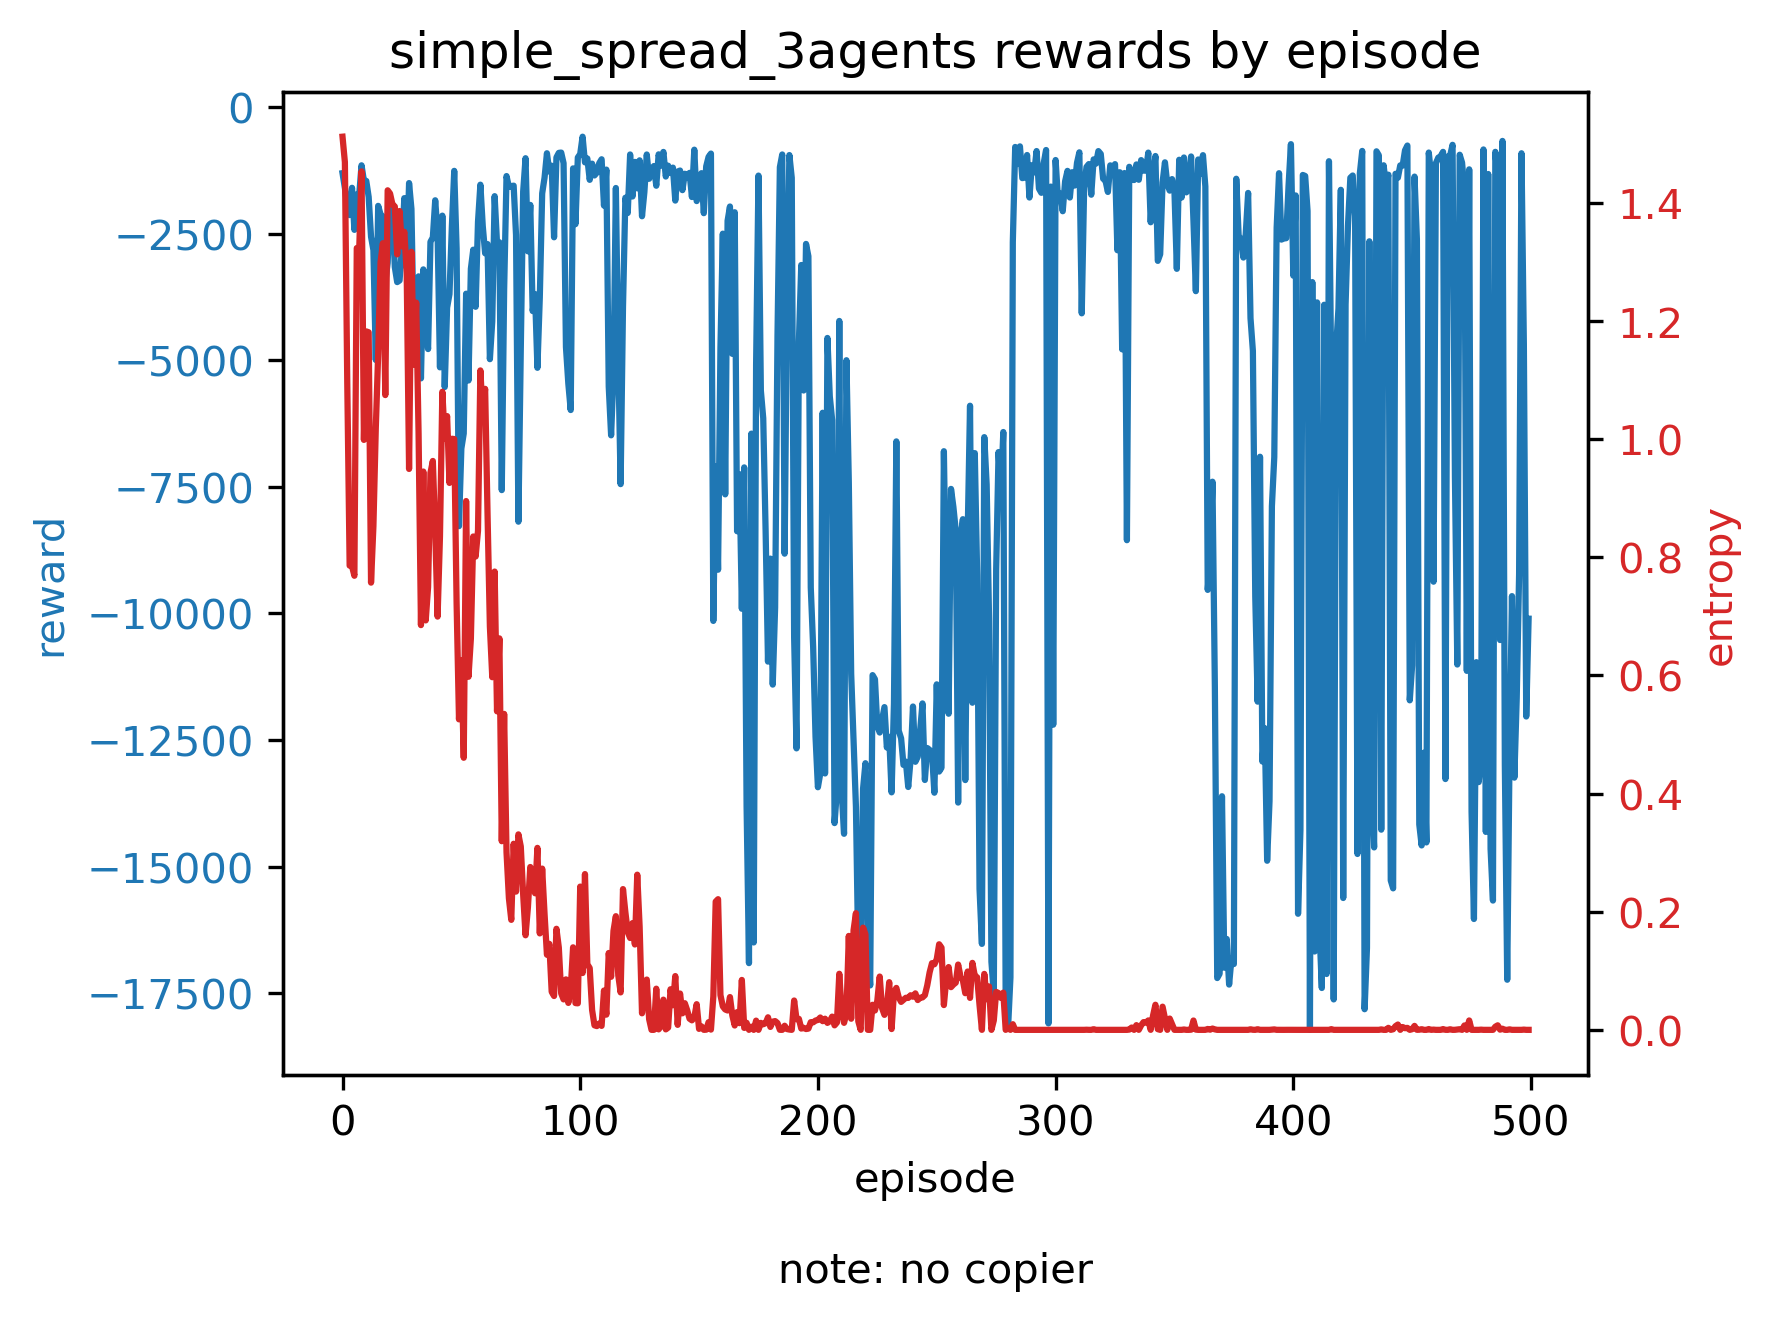 simple_spread_3agents rewards by episode
0
−2500
−5000
−7500
−10000
−12500
−15000
−17500
reward
1.4
1.2
1.0
0.8
0.6
0.4
0.2
0.0
entropy
0 100 200 300 400 500
episode
note: no copier